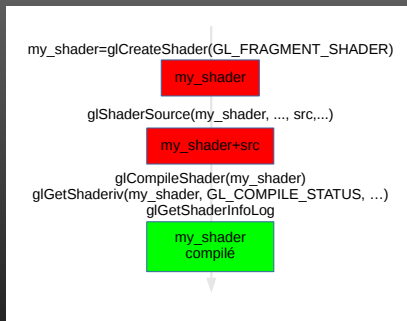 my_shader=glCreateShader(GL_FRAGMENT_SHADER)
my_shader
glShaderSource(my_shader, ..., src,...)
my_shader+src
glCompileShader(my_shader)
glGetShaderiv(my_shader, GL_COMPILE_STATUS, ...)
glGetShaderInfoLog
my_shader
compilé